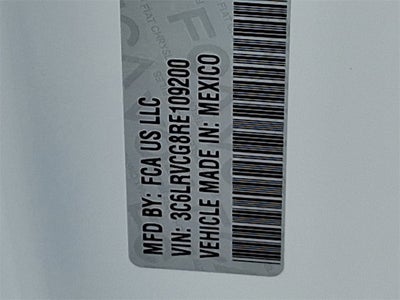 MFD BY: FCA US LLC
VIN: 3C6LRVCG8RE109200
VEHICLE MADE IN: MEXICO